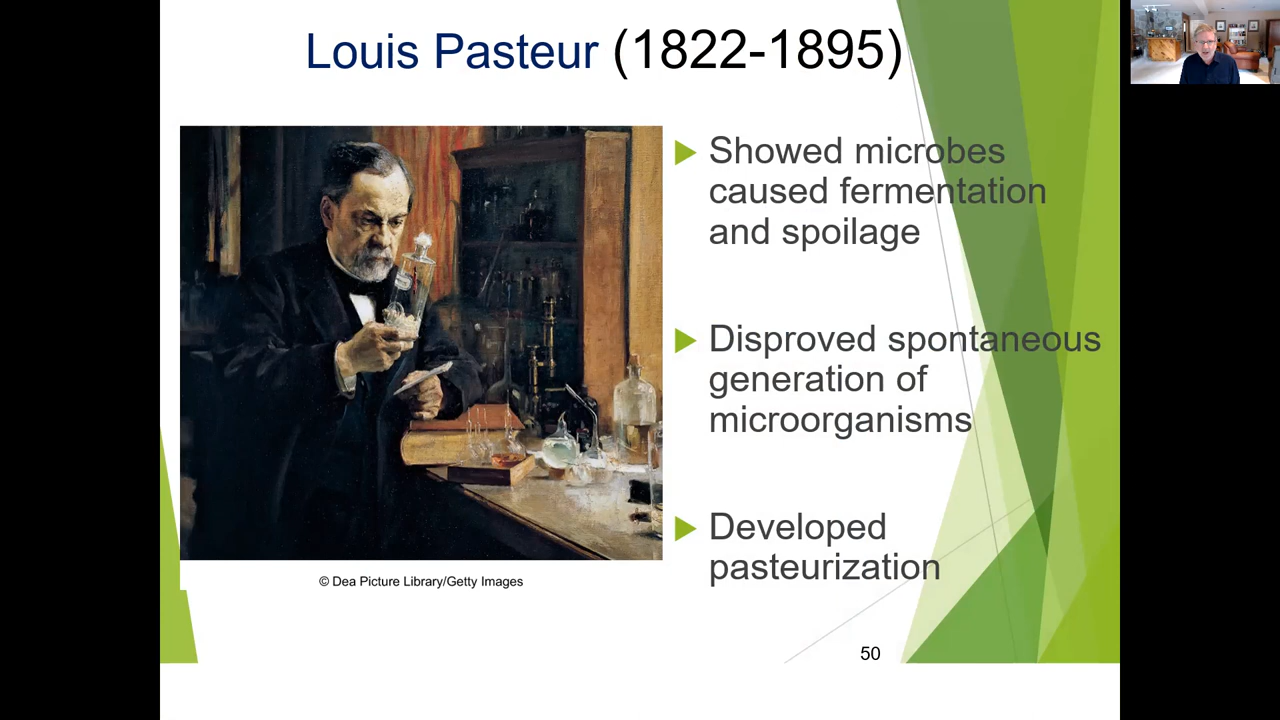 Louis Pasteur (1822-1895)
Showed microbes
caused fermentation
and spoilage
Disproved spontaneous
generation of
microorganisms
Developed
pasteurization
© Dea Picture Library/Getty Images
50